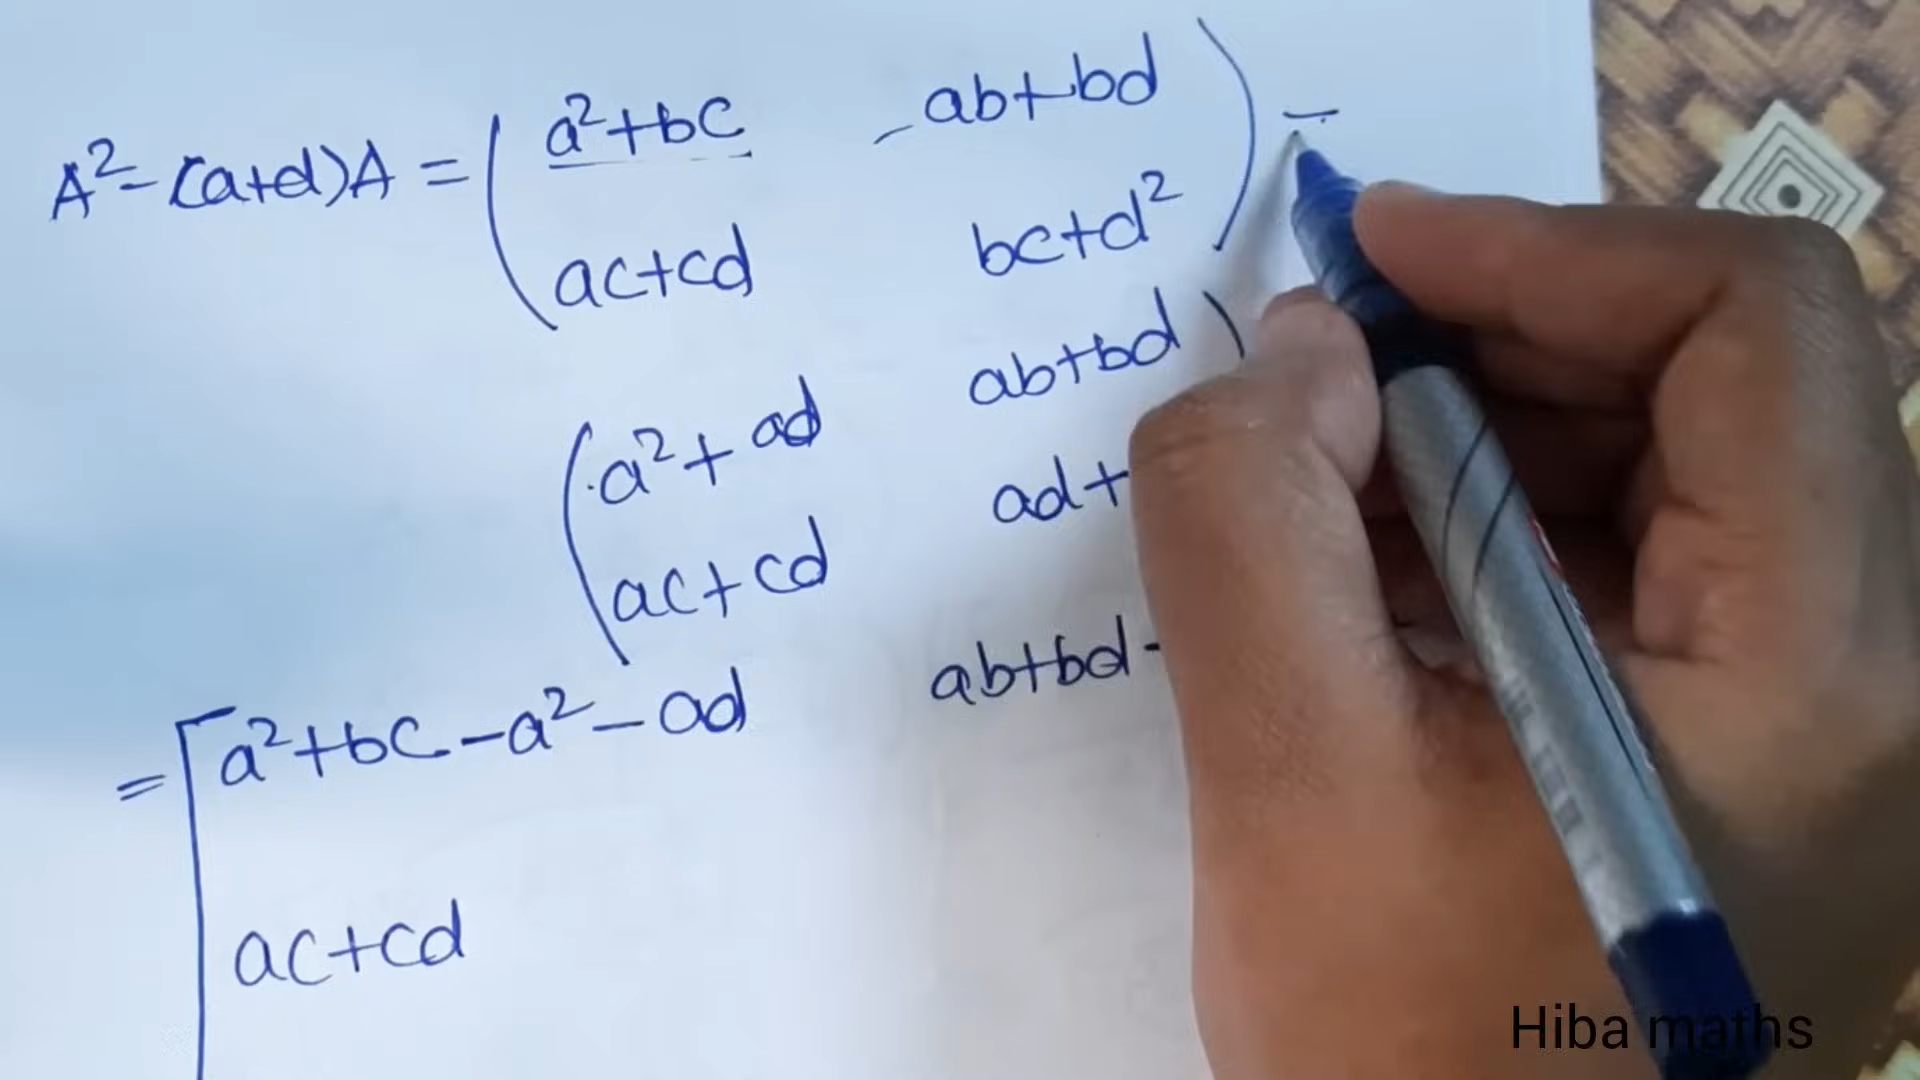 A² - (a+d)A = ( a²+bc ab+bd ) -
ac+cd bc+d²
( a² + ad ab+bd )
ac + cd ad+
= [ a²+bc - a² - ad ab+bd -
ac+cd
Hiba maths